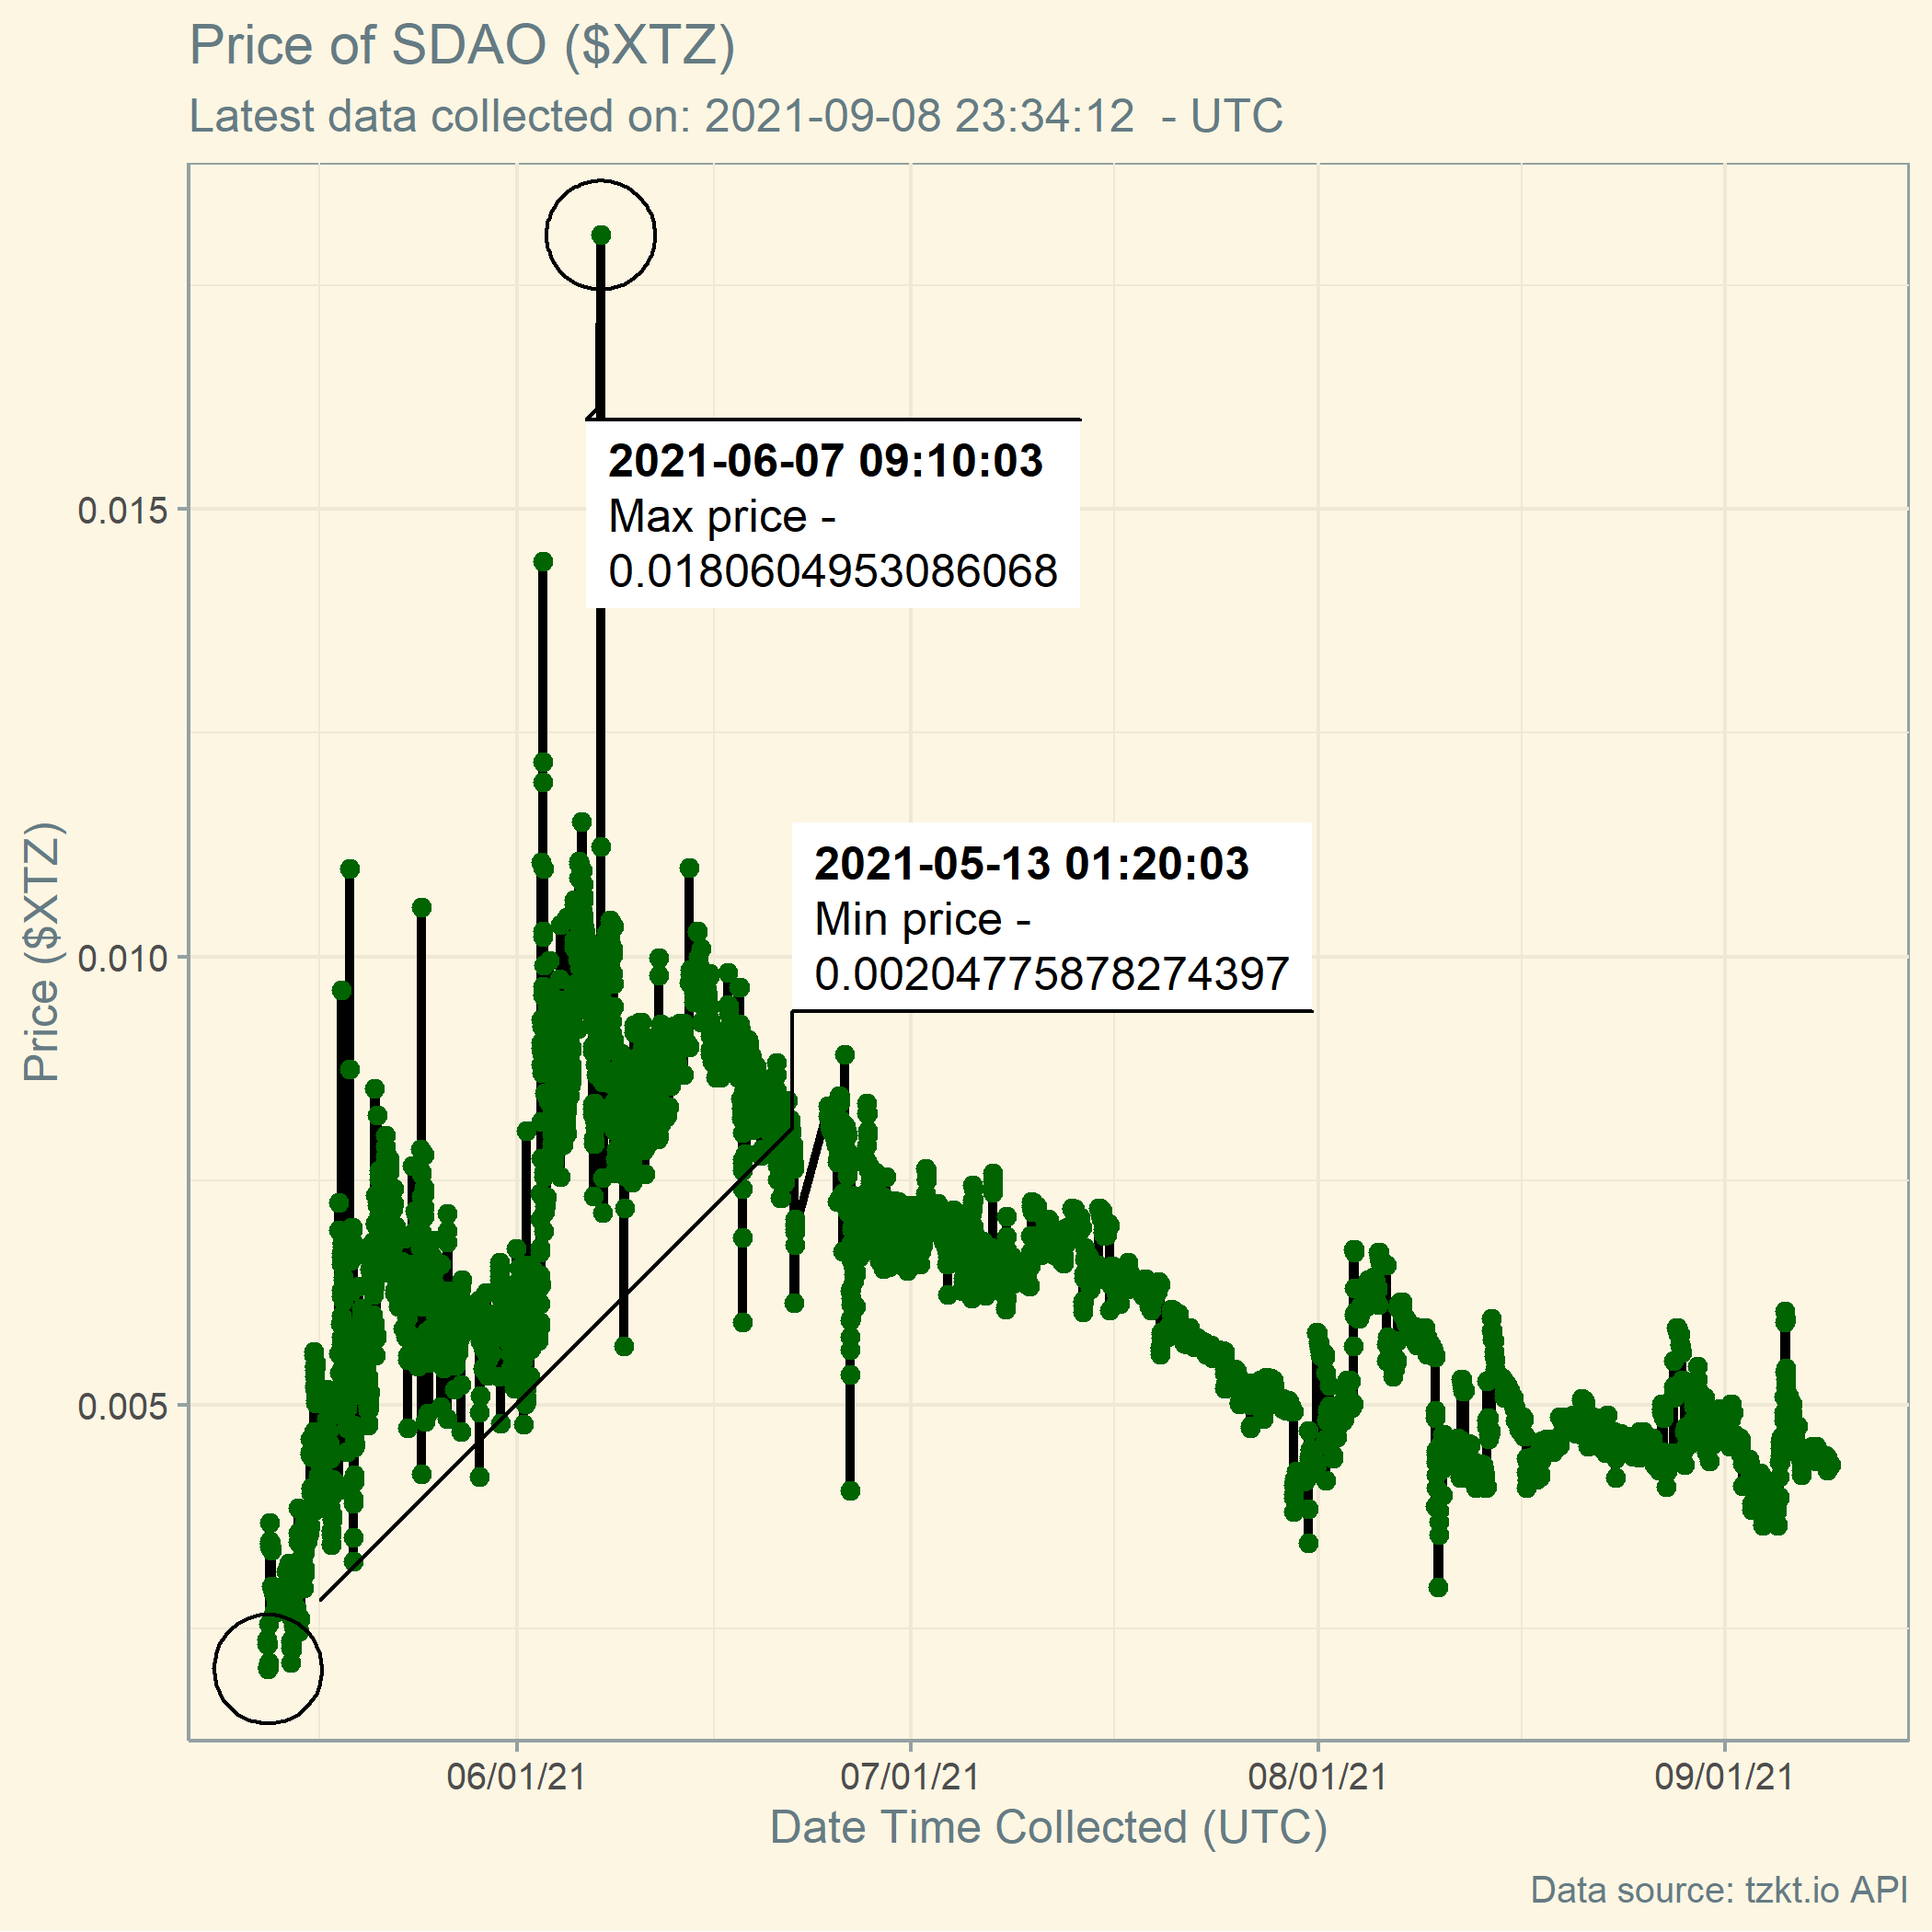 Price of SDAO ($XTZ)
Latest data collected on: 2021-09-08 23:34:12  - UTC
2021-06-07 09:10:03
Max price -
0.0180604953086068
2021-05-13 01:20:03
Min price -
0.00204775878274397
Price ($XTZ)
0.015
0.010
0.005
06/01/21
07/01/21
08/01/21
09/01/21
Date Time Collected (UTC)
Data source: tzkt.io API